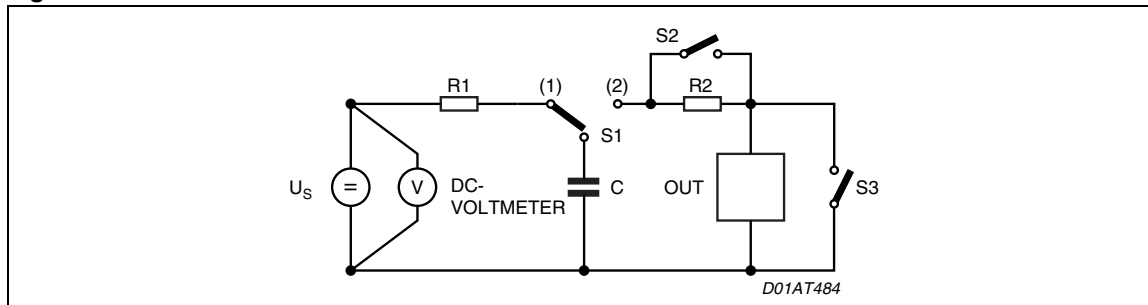 S2
R1
(1)
(2)
R2
S1
U_S
=
V
DC-
VOLTMETER
C
OUT
S3
D01AT484